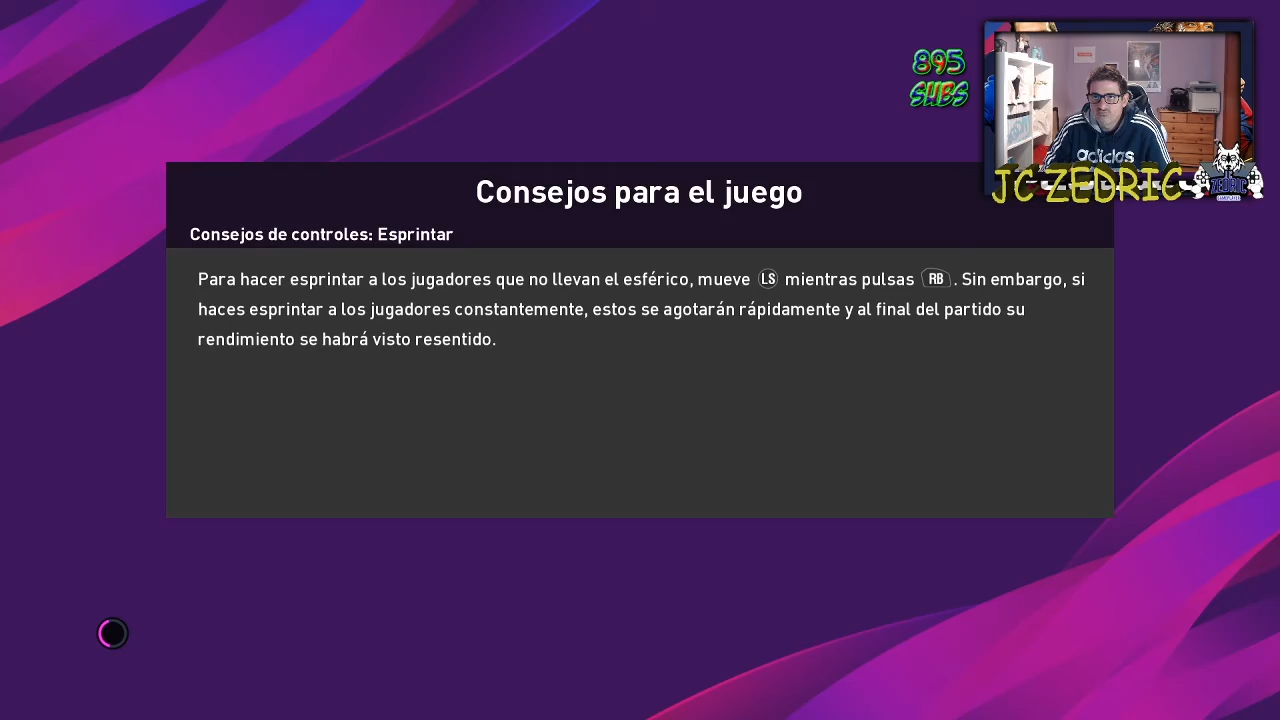 895
SUBS
adidas
JC ZEDRIC
ZEDRIC
Consejos para el juego
Consejos de controles: Esprintar
Para hacer esprintar a los jugadores que no llevan el esférico, mueve LS mientras pulsas RB. Sin embargo, si
haces esprintar a los jugadores constantemente, estos se agotarán rápidamente y al final del partido su
rendimiento se habrá visto resentido.